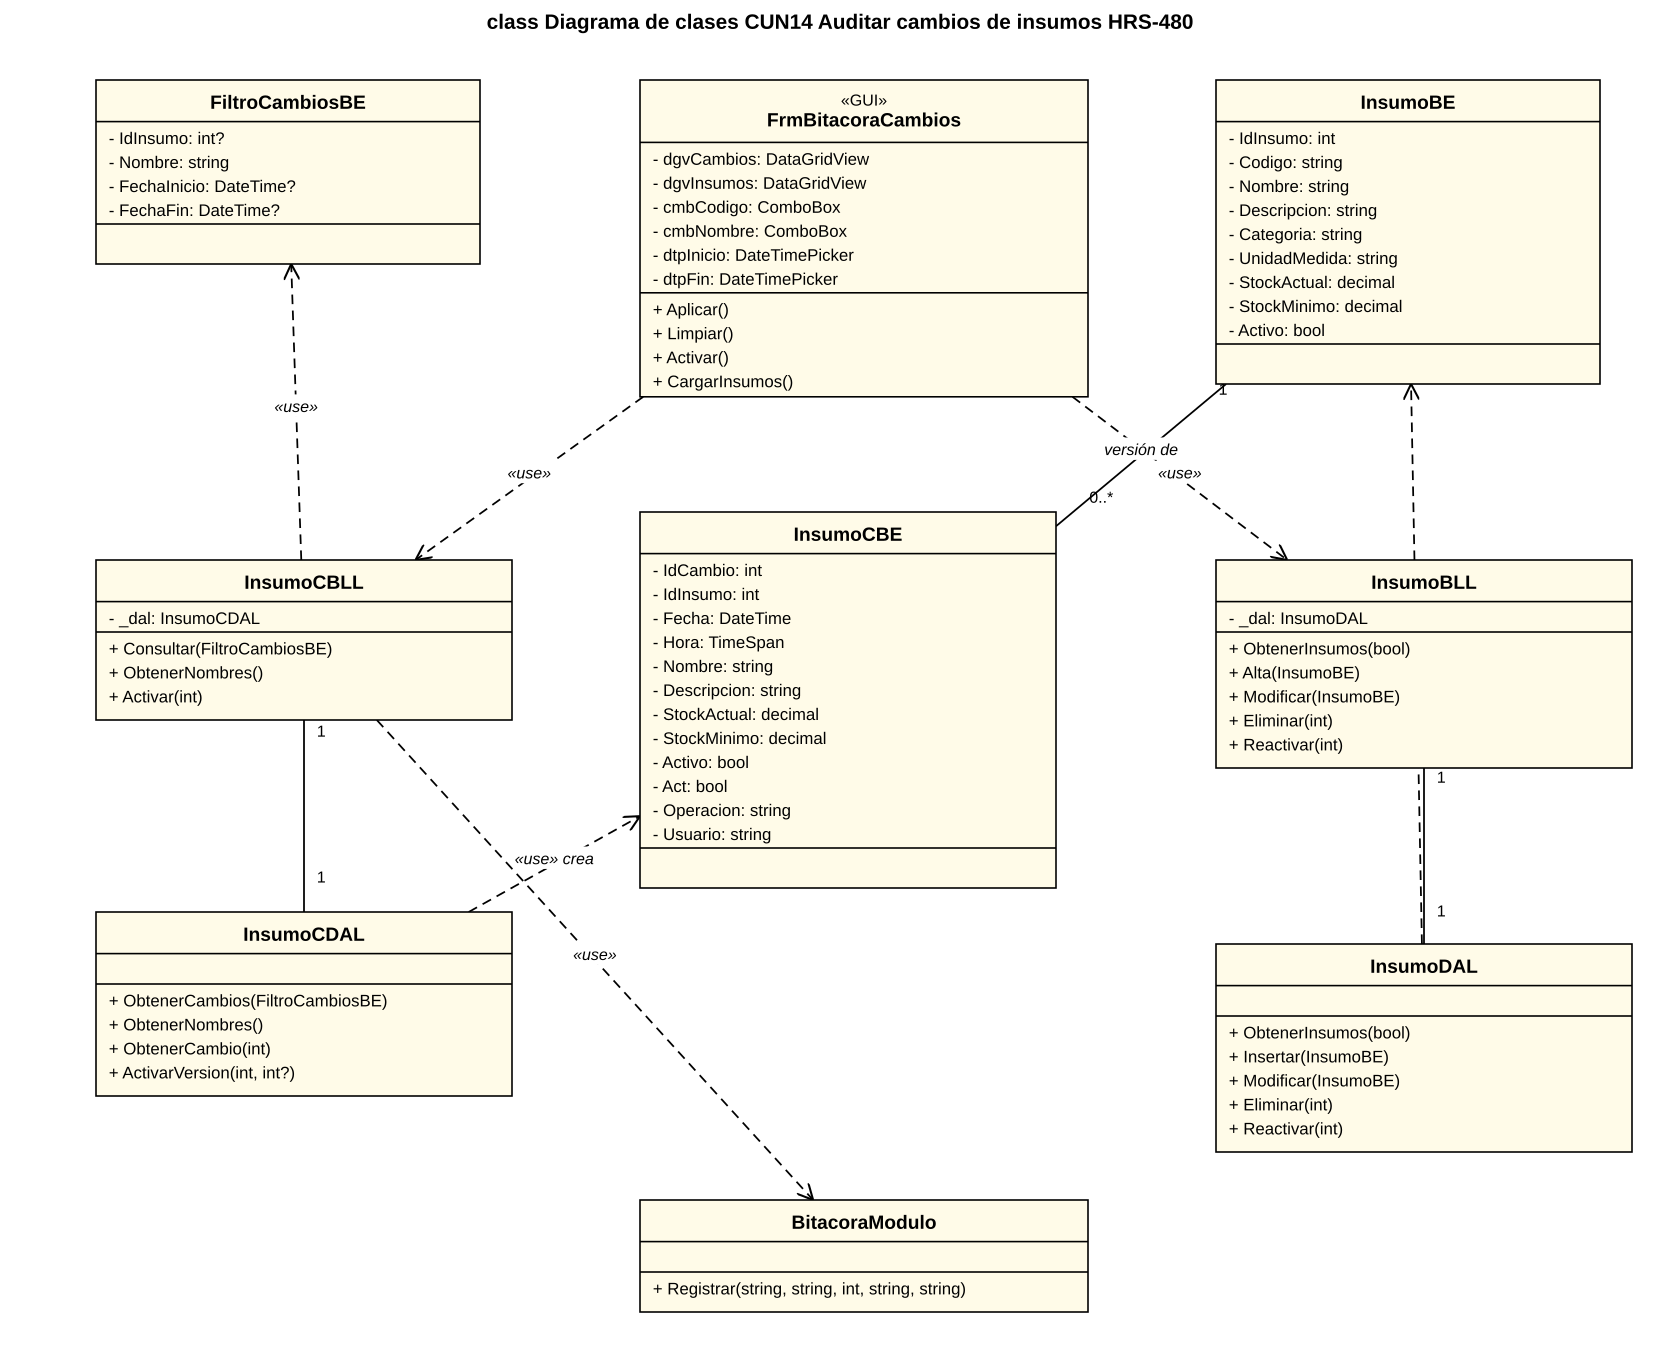 class Diagrama de clases CUN14 Auditar cambios de insumos HRS-480
FiltroCambiosBE
- IdInsumo: int?
- Nombre: string
- FechaInicio: DateTime?
- FechaFin: DateTime?
«GUI»
FrmBitacoraCambios
- dgvCambios: DataGridView
- dgvInsumos: DataGridView
- cmbCodigo: ComboBox
- cmbNombre: ComboBox
- dtpInicio: DateTimePicker
- dtpFin: DateTimePicker
+ Aplicar()
+ Limpiar()
+ Activar()
+ CargarInsumos()
InsumoBE
- IdInsumo: int
- Codigo: string
- Nombre: string
- Descripcion: string
- Categoria: string
- UnidadMedida: string
- StockActual: decimal
- StockMinimo: decimal
- Activo: bool
1
«use»
«use»
versión de
«use»
0..*
InsumoCBLL
- _dal: InsumoCDAL
+ Consultar(FiltroCambiosBE)
+ ObtenerNombres()
+ Activar(int)
InsumoCBE
- IdCambio: int
- IdInsumo: int
- Fecha: DateTime
- Hora: TimeSpan
- Nombre: string
- Descripcion: string
- StockActual: decimal
- StockMinimo: decimal
- Activo: bool
- Act: bool
- Operacion: string
- Usuario: string
InsumoBLL
- _dal: InsumoDAL
+ ObtenerInsumos(bool)
+ Alta(InsumoBE)
+ Modificar(InsumoBE)
+ Eliminar(int)
+ Reactivar(int)
1
1
«use» crea
1
1
InsumoCDAL
+ ObtenerCambios(FiltroCambiosBE)
+ ObtenerNombres()
+ ObtenerCambio(int)
+ ActivarVersion(int, int?)
«use»
InsumoDAL
+ ObtenerInsumos(bool)
+ Insertar(InsumoBE)
+ Modificar(InsumoBE)
+ Eliminar(int)
+ Reactivar(int)
BitacoraModulo
+ Registrar(string, string, int, string, string)